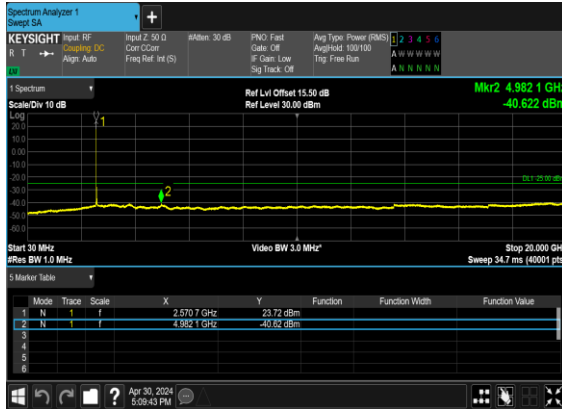 Spectrum Analyzer 1
Swept SA
+
KEYSIGHT
R T
LU
Input: RF
Coupling: DC
Align: Auto
Input Z: 50 Ω
Corr CCorr
Freq Ref: Int (S)
#Atten: 30 dB
PNO: Fast
Gate: Off
IF Gain: Low
Sig Track: Off
Avg Type: Power (RMS)
Avg|Hold: 100/100
Trig: Free Run
1 2 3 4 5 6
A W W W W W
A N N N N N
1 Spectrum
Scale/Div 10 dB
Ref Lvl Offset 15.50 dB
Ref Level 30.00 dBm
Mkr2 4.982 1 GHz
-40.622 dBm
Log
20.0
10.0
0.00
-10.0
-20.0
-30.0
-40.0
-50.0
-60.0
1
2
DL1 -25.00 dBm
Start 30 MHz
#Res BW 1.0 MHz
Video BW 3.0 MHz*
Stop 20.000 GHz
Sweep 34.7 ms (40001 pts)
5 Marker Table
Mode Trace Scale X Y Function Function Width Function Value
1 N 1 f 2.570 7 GHz 23.72 dBm
2 N 1 f 4.982 1 GHz -40.62 dBm
3
4
5
6
?
Apr 30, 2024
5:09:43 PM